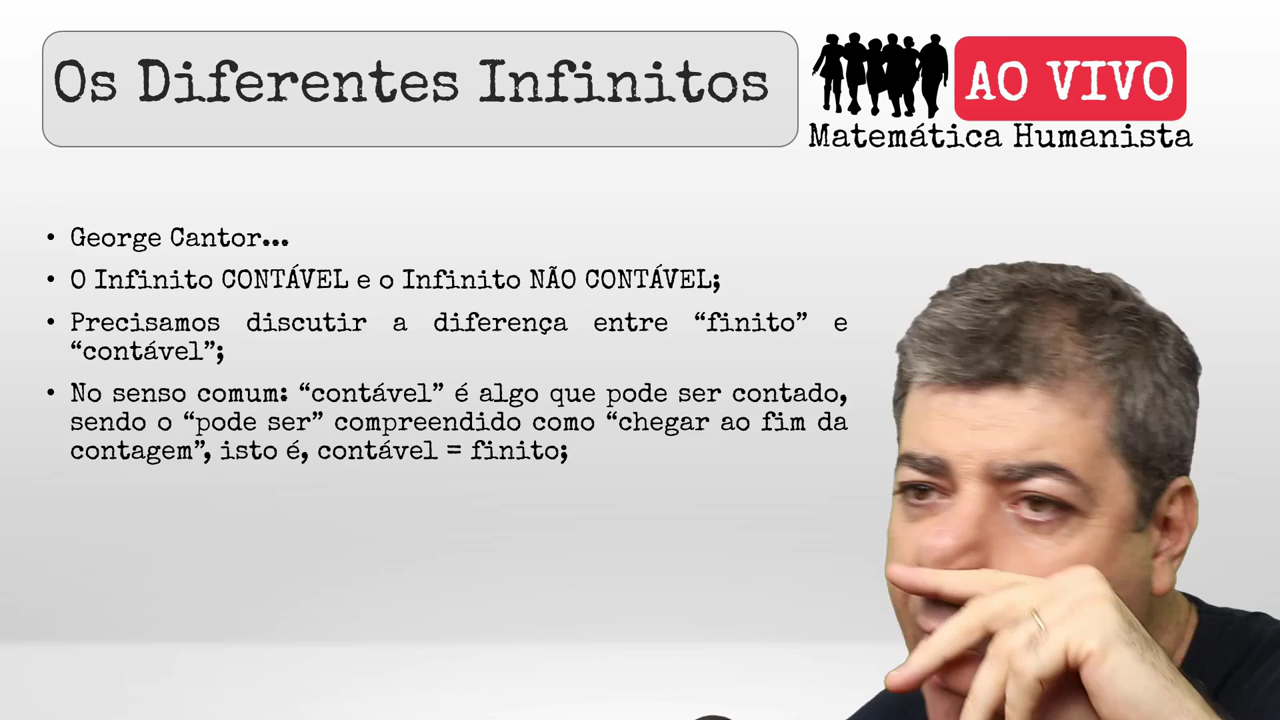 Os Diferentes Infinitos
AO VIVO
Matemática Humanista
• George Cantor...
• O Infinito CONTÁVEL e o Infinito NÃO CONTÁVEL;
• Precisamos discutir a diferença entre “finito” e
“contável”;
• No senso comum: “contável” é algo que pode ser contado,
sendo o “pode ser” compreendido como “chegar ao fim da
contagem”, isto é, contável = finito;